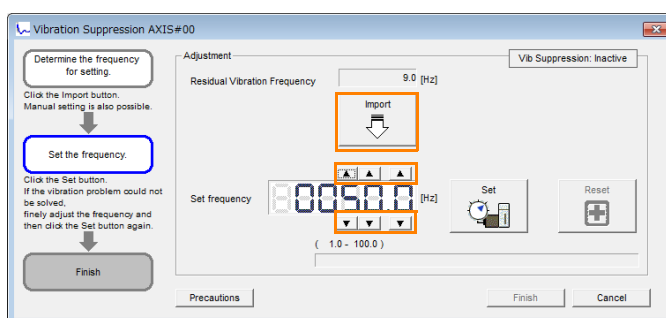 Vibration Suppression AXIS#00
Determine the frequency
for setting.
Click the Import button.
Manual setting is also possible.
Set the frequency.
Click the Set button.
If the vibration problem could not
be solved,
finely adjust the frequency and
then click the Set button again.
Finish
Adjustment
Vib Suppression: Inactive
Residual Vibration Frequency 9.0 [Hz]
Import
Set frequency 0050.0 [Hz]
Set
Reset
( 1.0 - 100.0 )
Precautions
Finish
Cancel